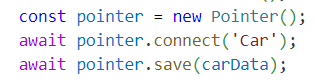 const pointer = new Pointer();
await pointer.connect('Car');
await pointer.save(carData);